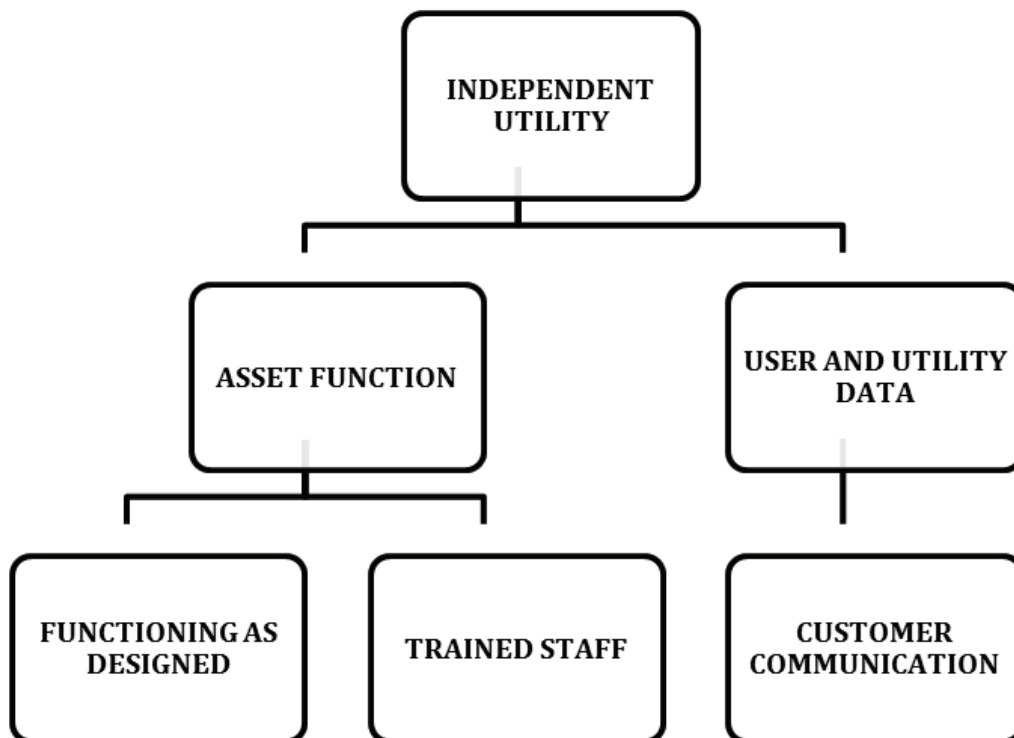 INDEPENDENT
UTILITY
ASSET FUNCTION
USER AND UTILITY
DATA
FUNCTIONING AS
DESIGNED
TRAINED STAFF
CUSTOMER
COMMUNICATION